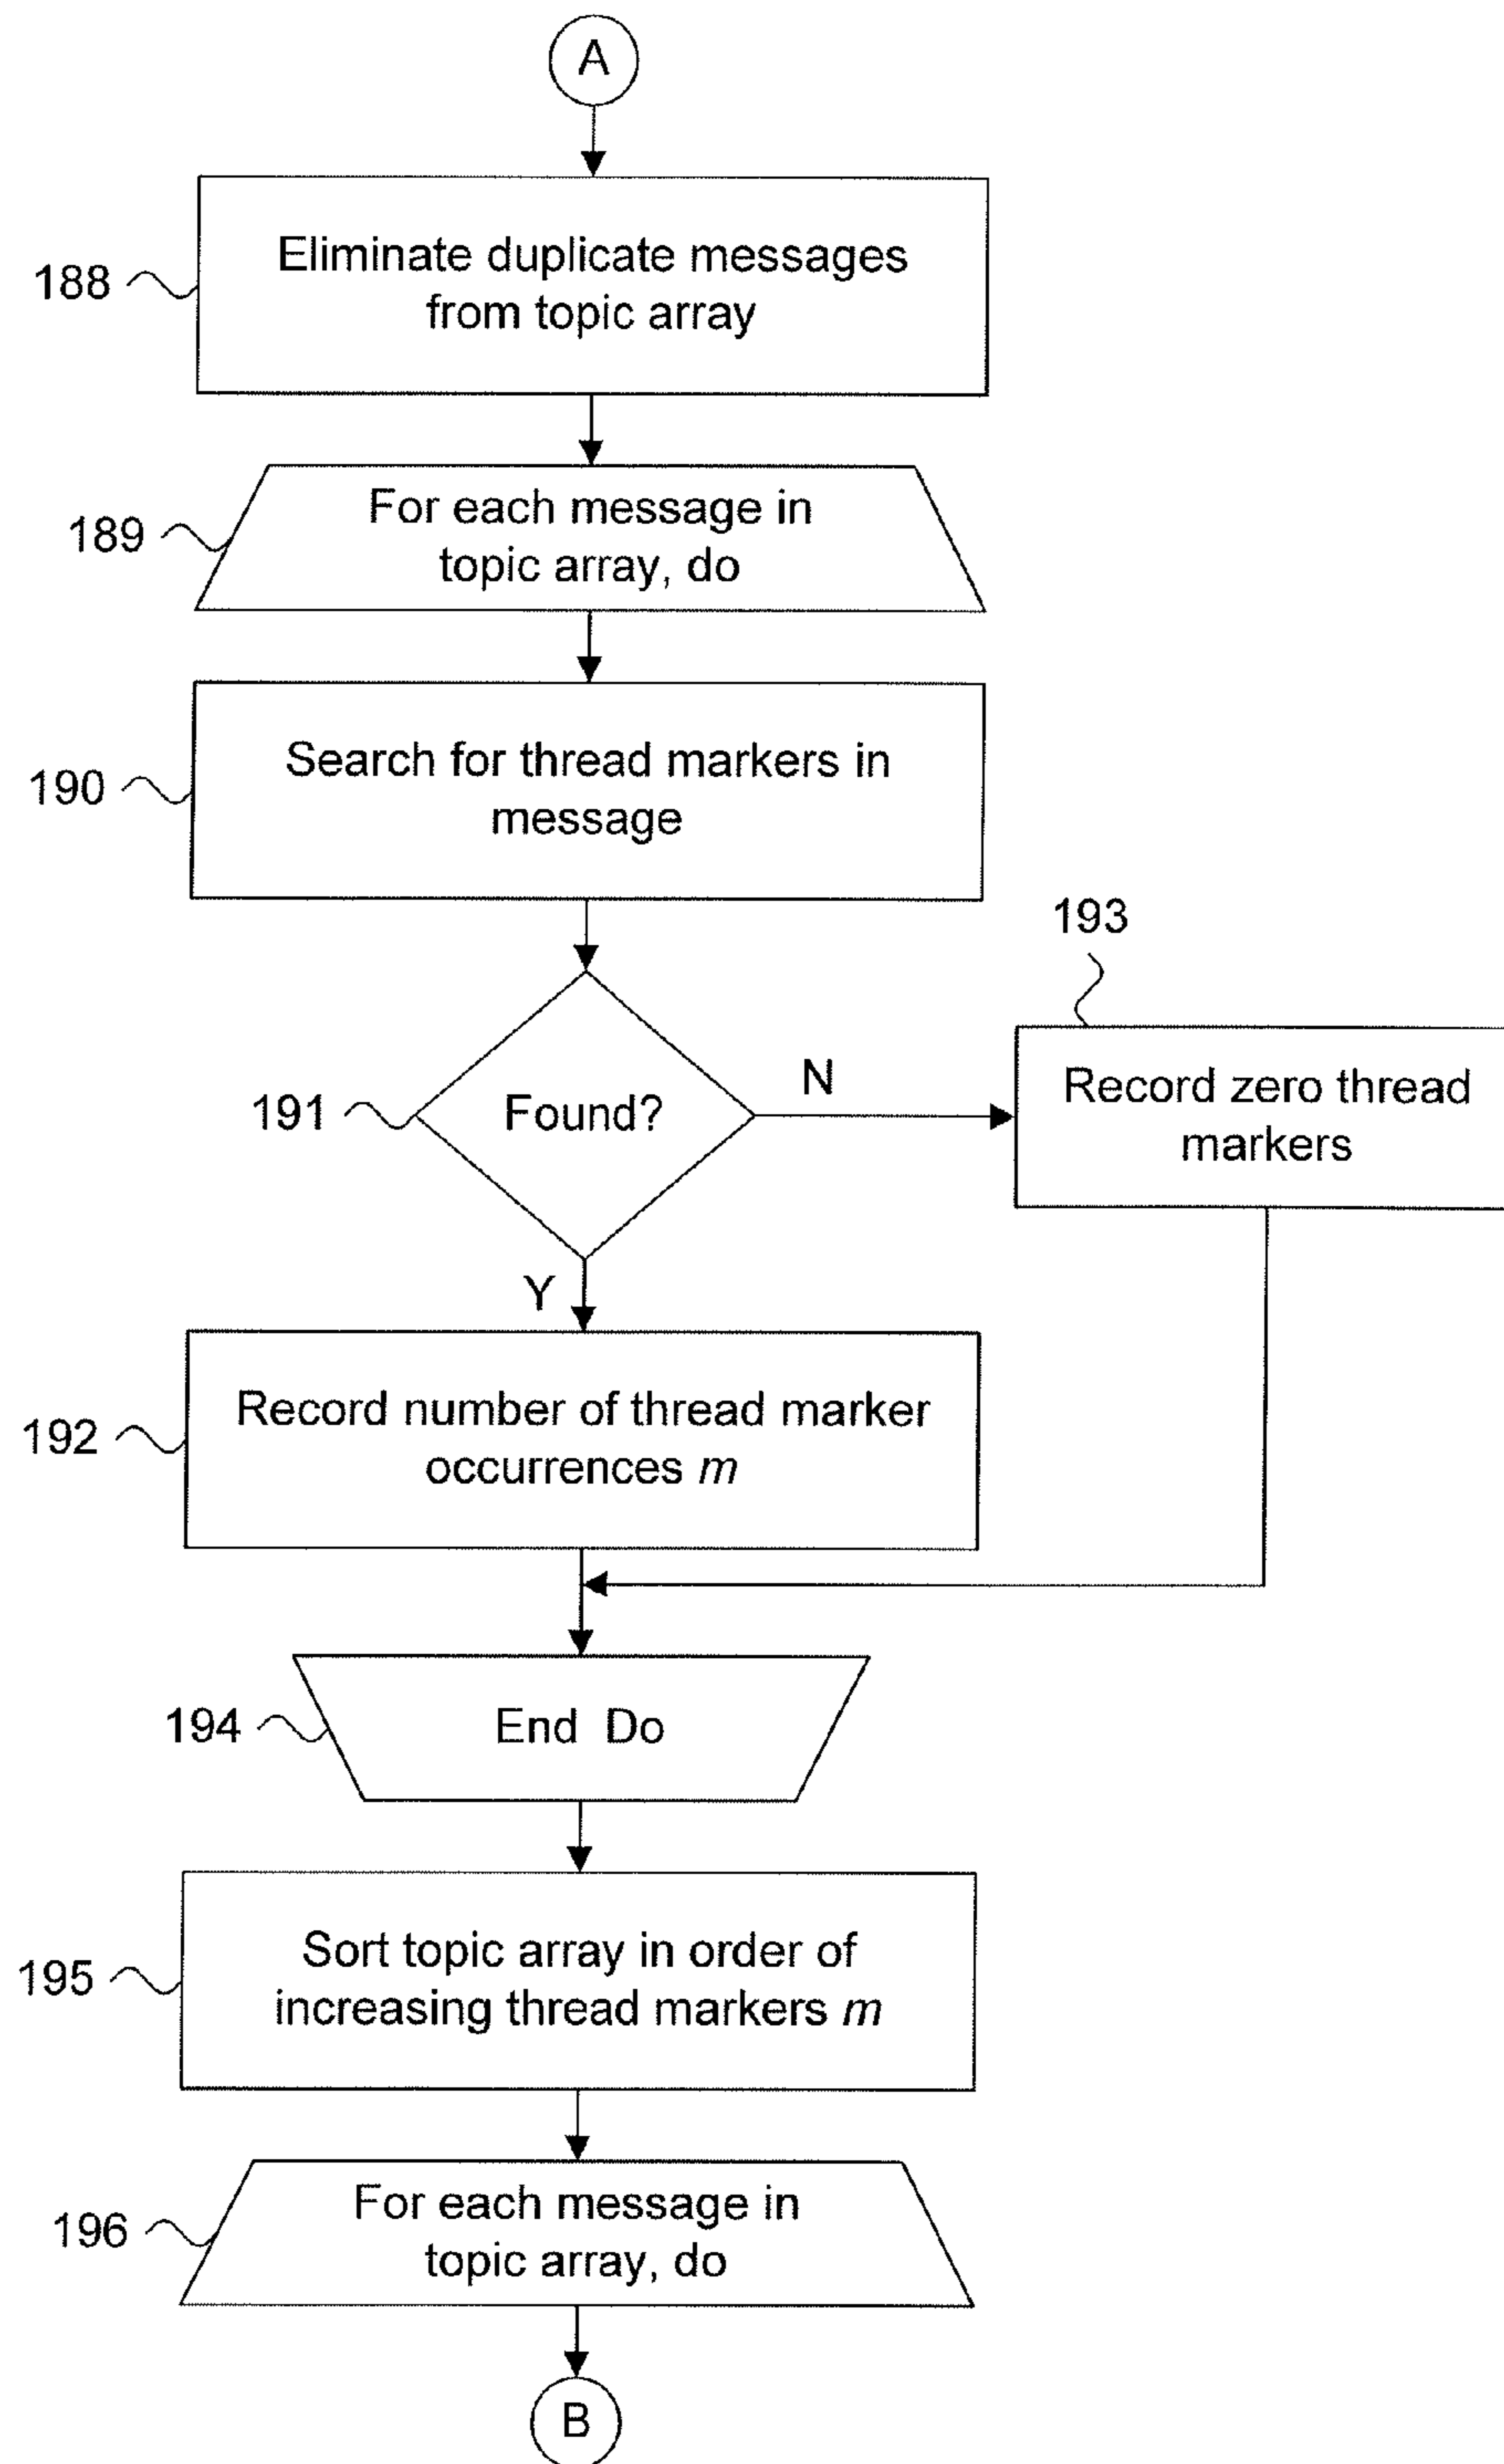 A
188
Eliminate duplicate messages
from topic array
189
For each message in
topic array, do
190
Search for thread markers in
message
193
191
Found?
N
Record zero thread
markers
Y
192
Record number of thread marker
occurrences m
194
End Do
195
Sort topic array in order of
increasing thread markers m
196
For each message in
topic array, do
B